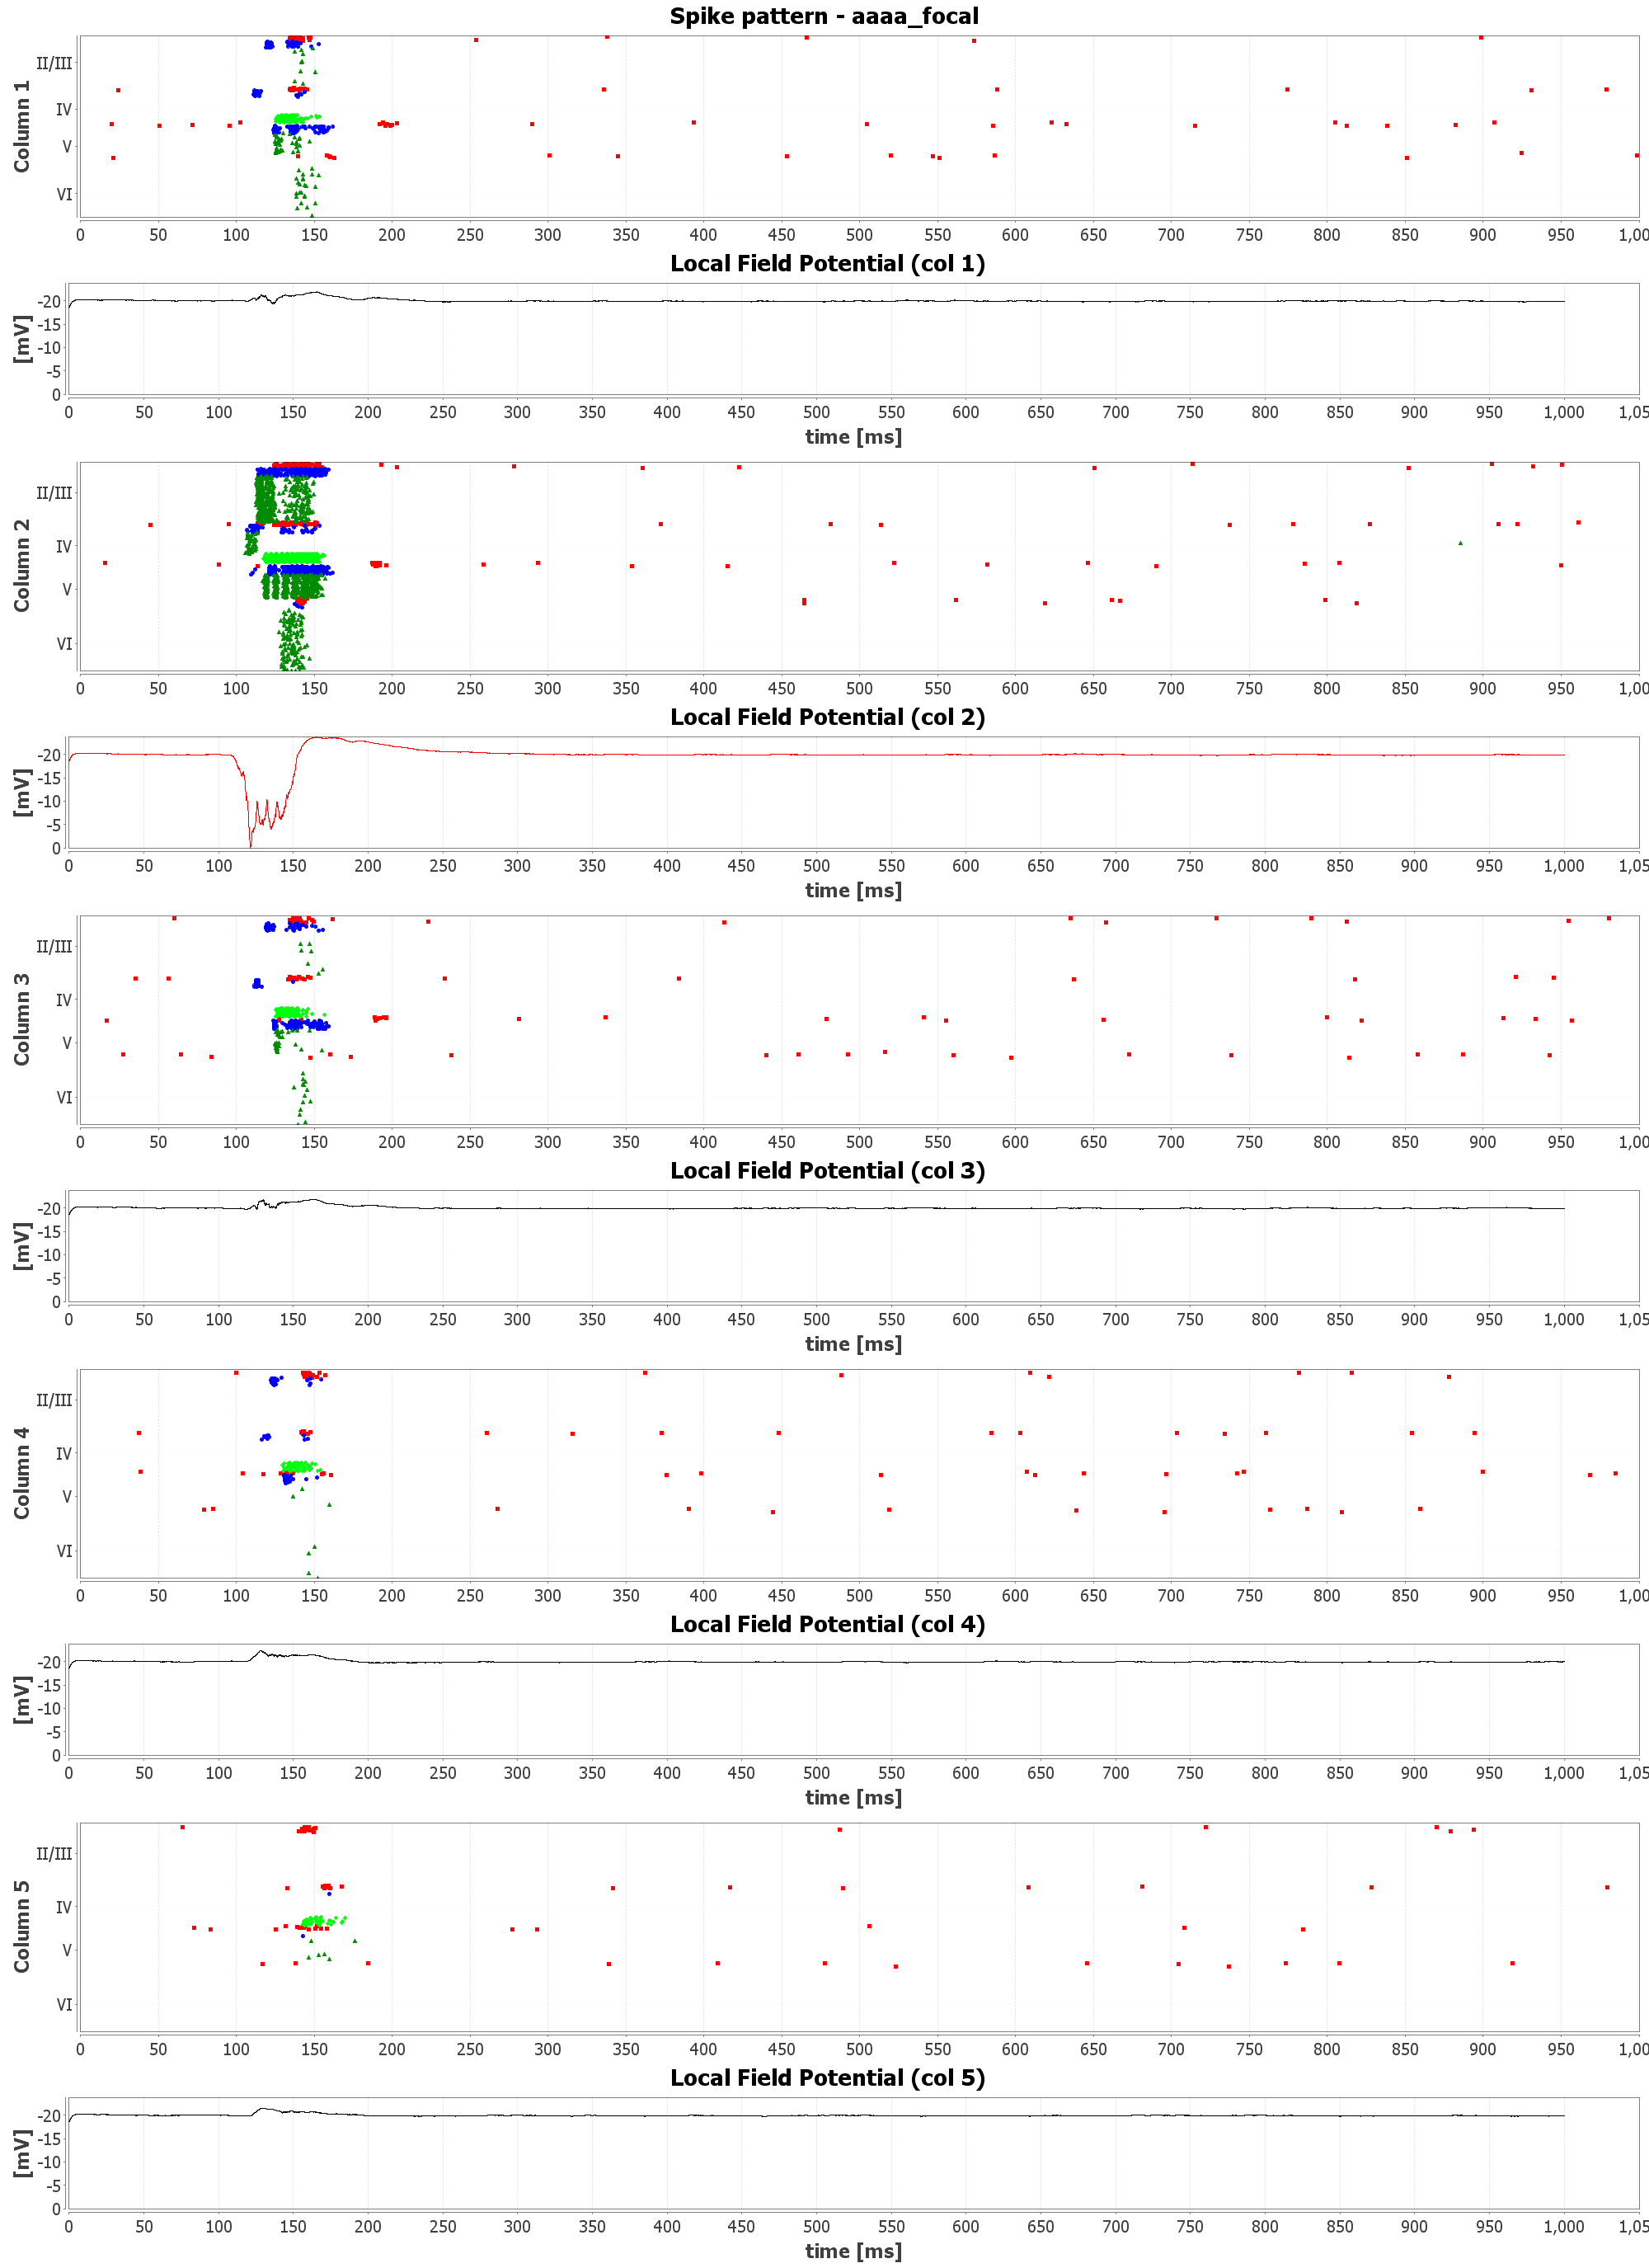 Spike pattern - aaaa_focal
Column 1
II/III
IV
V
VI
0 50 100 150 200 250 300 350 400 450 500 550 600 650 700 750 800 850 900 950 1,00
Local Field Potential (col 1)
[mV]
-20
-15
-10
-5
0
0 50 100 150 200 250 300 350 400 450 500 550 600 650 700 750 800 850 900 950 1,000 1,05
time [ms]
Column 2
II/III
IV
V
VI
0 50 100 150 200 250 300 350 400 450 500 550 600 650 700 750 800 850 900 950 1,00
Local Field Potential (col 2)
[mV]
-20
-15
-10
-5
0
0 50 100 150 200 250 300 350 400 450 500 550 600 650 700 750 800 850 900 950 1,000 1,05
time [ms]
Column 3
II/III
IV
V
VI
0 50 100 150 200 250 300 350 400 450 500 550 600 650 700 750 800 850 900 950 1,00
Local Field Potential (col 3)
[mV]
-20
-15
-10
-5
0
0 50 100 150 200 250 300 350 400 450 500 550 600 650 700 750 800 850 900 950 1,000 1,05
time [ms]
Column 4
II/III
IV
V
VI
0 50 100 150 200 250 300 350 400 450 500 550 600 650 700 750 800 850 900 950 1,00
Local Field Potential (col 4)
[mV]
-20
-15
-10
-5
0
0 50 100 150 200 250 300 350 400 450 500 550 600 650 700 750 800 850 900 950 1,000 1,05
time [ms]
Column 5
II/III
IV
V
VI
0 50 100 150 200 250 300 350 400 450 500 550 600 650 700 750 800 850 900 950 1,00
Local Field Potential (col 5)
[mV]
-20
-15
-10
-5
0
0 50 100 150 200 250 300 350 400 450 500 550 600 650 700 750 800 850 900 950 1,000 1,05
time [ms]